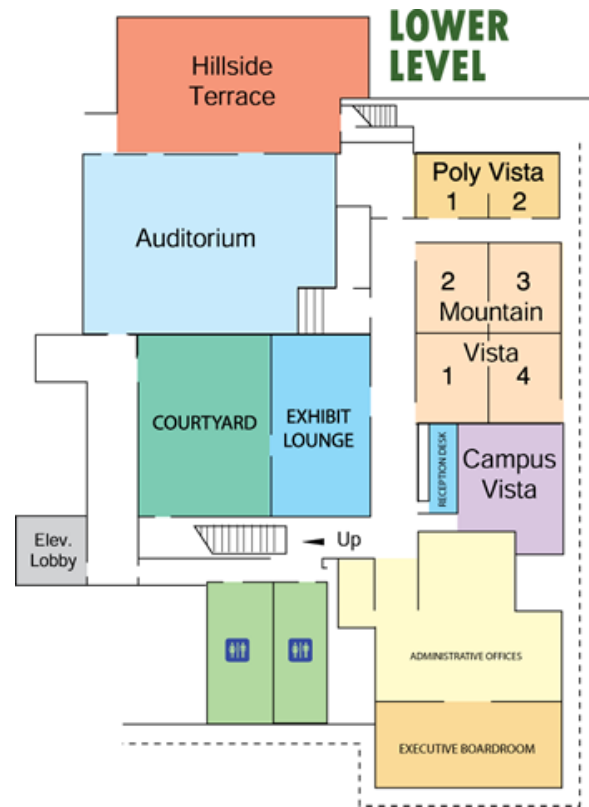 LOWER
LEVEL
Hillside
Terrace
Poly Vista
1 2
Auditorium
2 3
Mountain
Vista
1 4
COURTYARD
EXHIBIT
LOUNGE
RECEPTION DESK
Campus
Vista
Elev.
Lobby
Up
ADMINISTRATIVE OFFICES
EXECUTIVE BOARDROOM